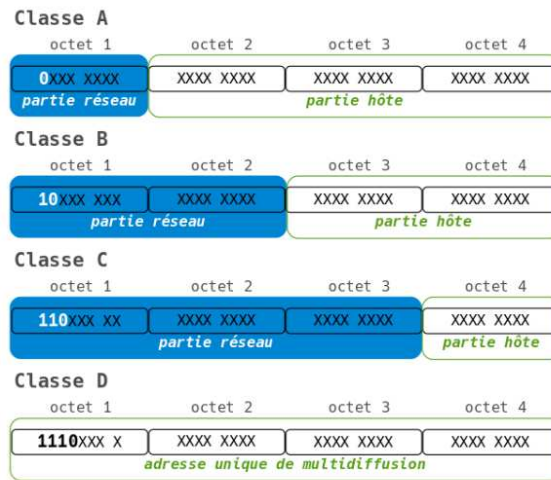 Classe A
octet 1 octet 2 octet 3 octet 4
0XXX XXXX XXXX XXXX XXXX XXXX XXXX XXXX
partie réseau partie hôte
Classe B
octet 1 octet 2 octet 3 octet 4
10XXX XXX XXXX XXXX XXXX XXXX XXXX XXXX
partie réseau partie hôte
Classe C
octet 1 octet 2 octet 3 octet 4
110XXX XX XXXX XXXX XXXX XXXX XXXX XXXX
partie réseau partie hôte
Classe D
octet 1 octet 2 octet 3 octet 4
1110XXX X XXXX XXXX XXXX XXXX XXXX XXXX
adresse unique de multidiffusion